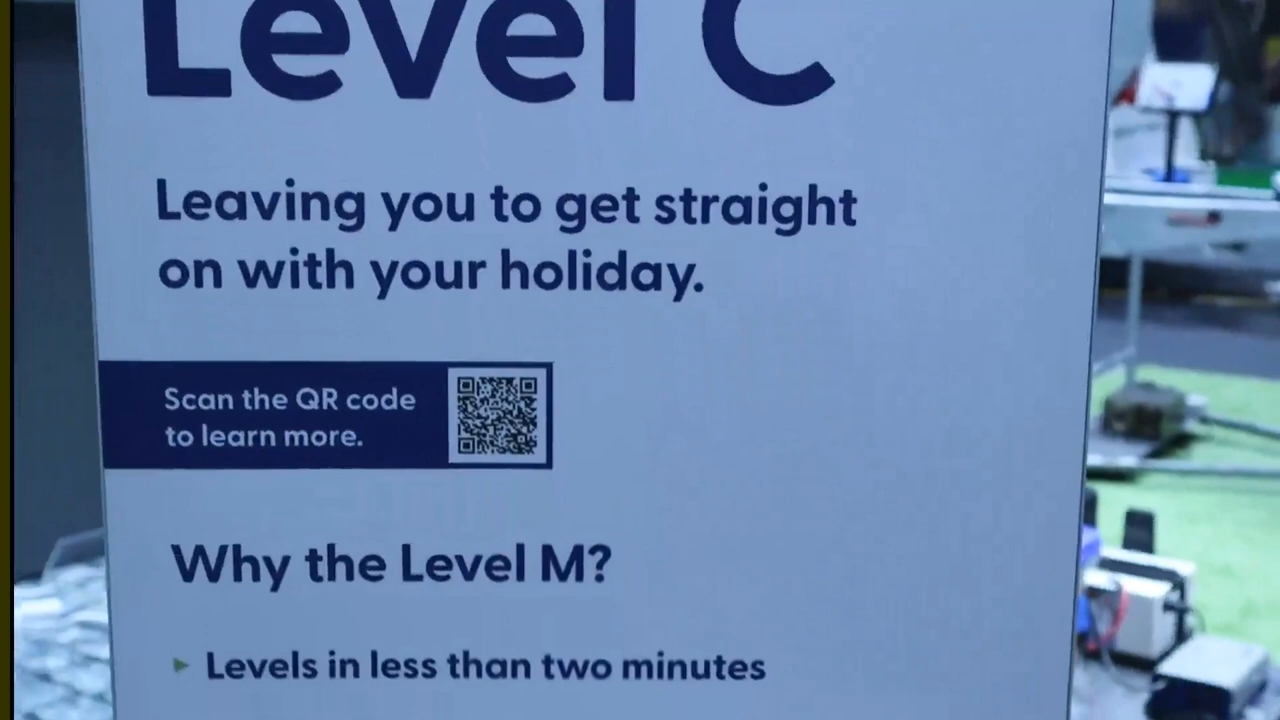 Level C
Leaving you to get straight
on with your holiday.
Scan the QR code
to learn more.
Why the Level M?
Levels in less than two minutes